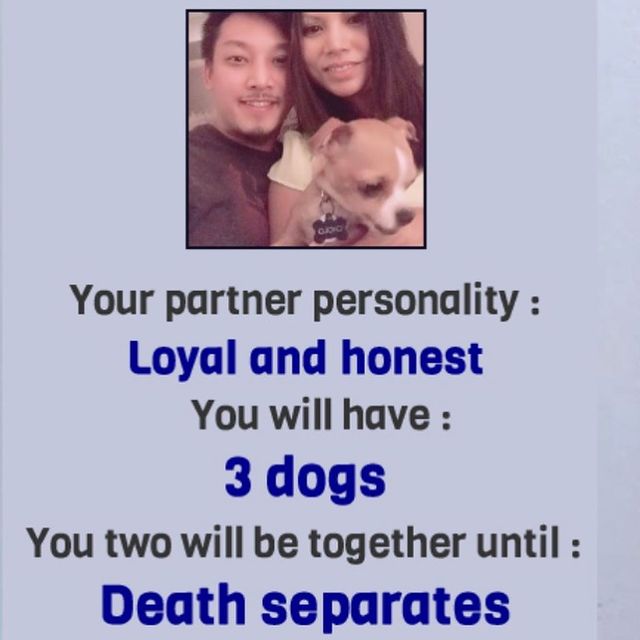 Your partner personality :
Loyal and honest
You will have :
3 dogs
You two will be together until :
Death separates